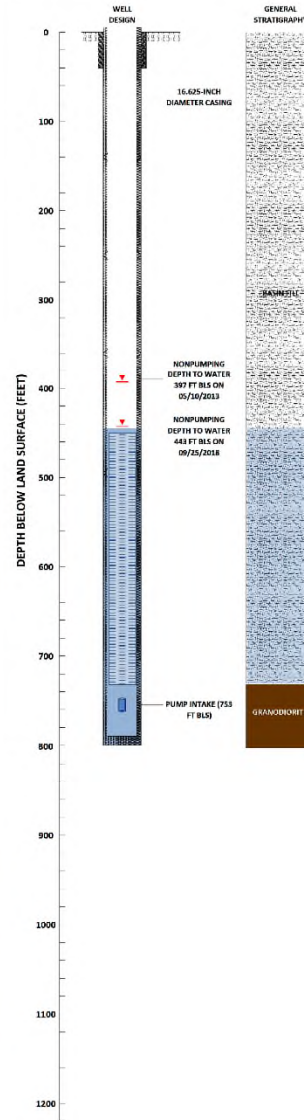 WELL
DESIGN
GENERAL
STRATIGRAPHY
0
16.625-INCH
DIAMETER CASING
100
200
300
BASIN FILL
NONPUMPING
DEPTH TO WATER
397 FT BLS ON
05/10/2013
400
NONPUMPING
DEPTH TO WATER
443 FT BLS ON
09/25/2018
500
DEPTH BELOW LAND SURFACE (FEET)
600
700
PUMP INTAKE (753
FT BLS)
GRANODIORIT
800
900
1000
1100
1200